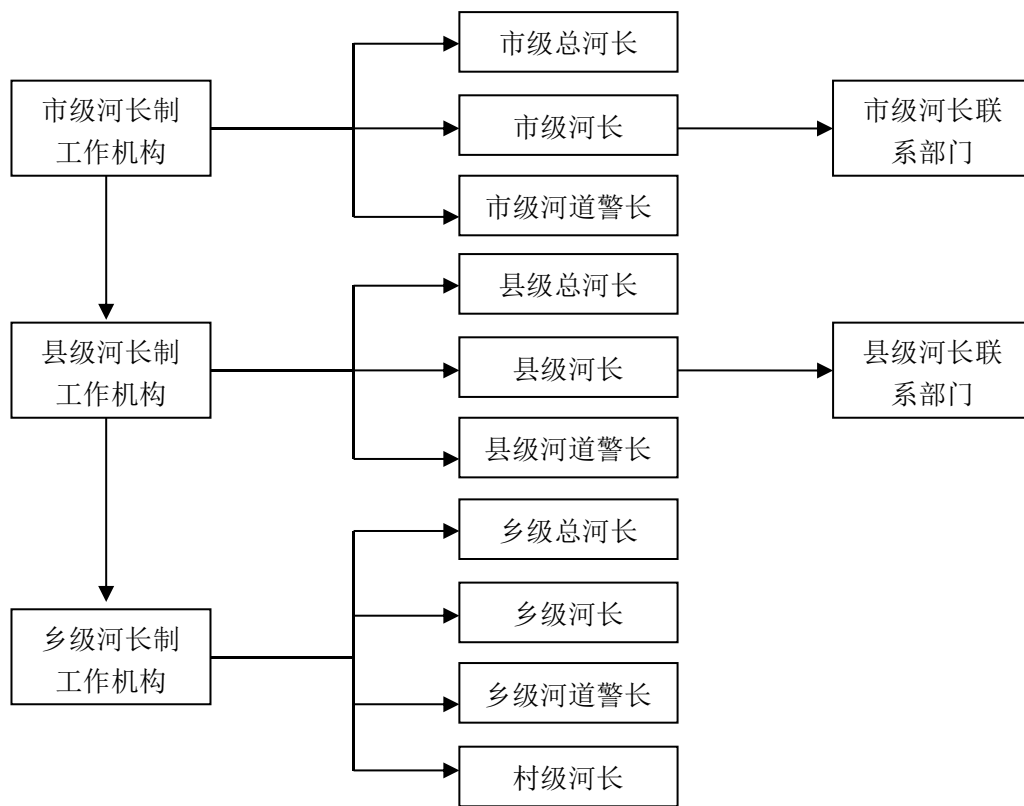 市级总河长
市级河长制
工作机构
市级河长
市级河长联
系部门
市级河道警长
县级总河长
县级河长制
工作机构
县级河长
县级河长联
系部门
县级河道警长
乡级总河长
乡级河长制
工作机构
乡级河长
乡级河道警长
村级河长